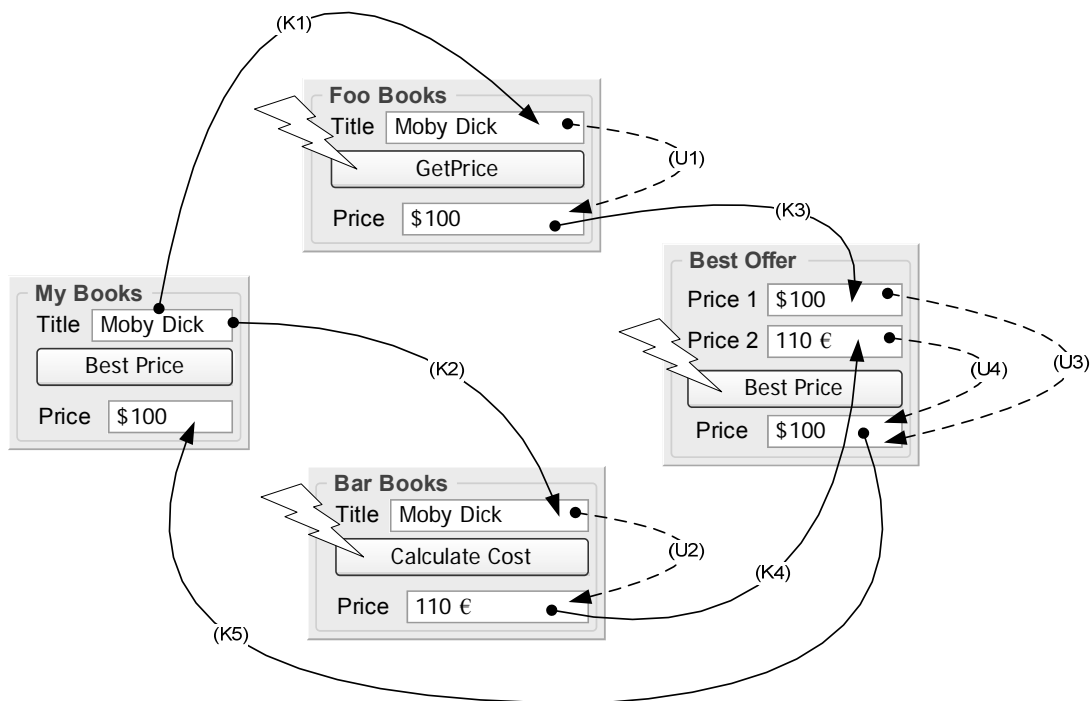 (K1)
Foo Books
Title Moby Dick
GetPrice
(U1)
Price $100
(K3)
My Books
Title Moby Dick
Best Price
Price $100
(K2)
Best Offer
Price 1 $100
Price 2 110 €
Best Price
Price $100
(U4)
(U3)
Bar Books
Title Moby Dick
Calculate Cost
(U2)
Price 110 €
(K4)
(K5)